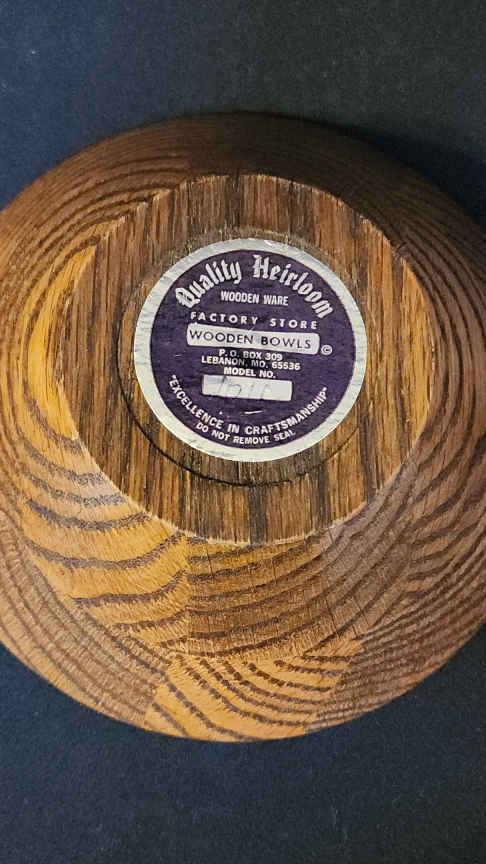 Quality Heirloom
WOODEN WARE
FACTORY STORE
WOODEN BOWLS ©
P.O. BOX 309
LEBANON, MO. 65536
MODEL NO.
"EXCELLENCE IN CRAFTSMANSHIP"
DO NOT REMOVE SEAL